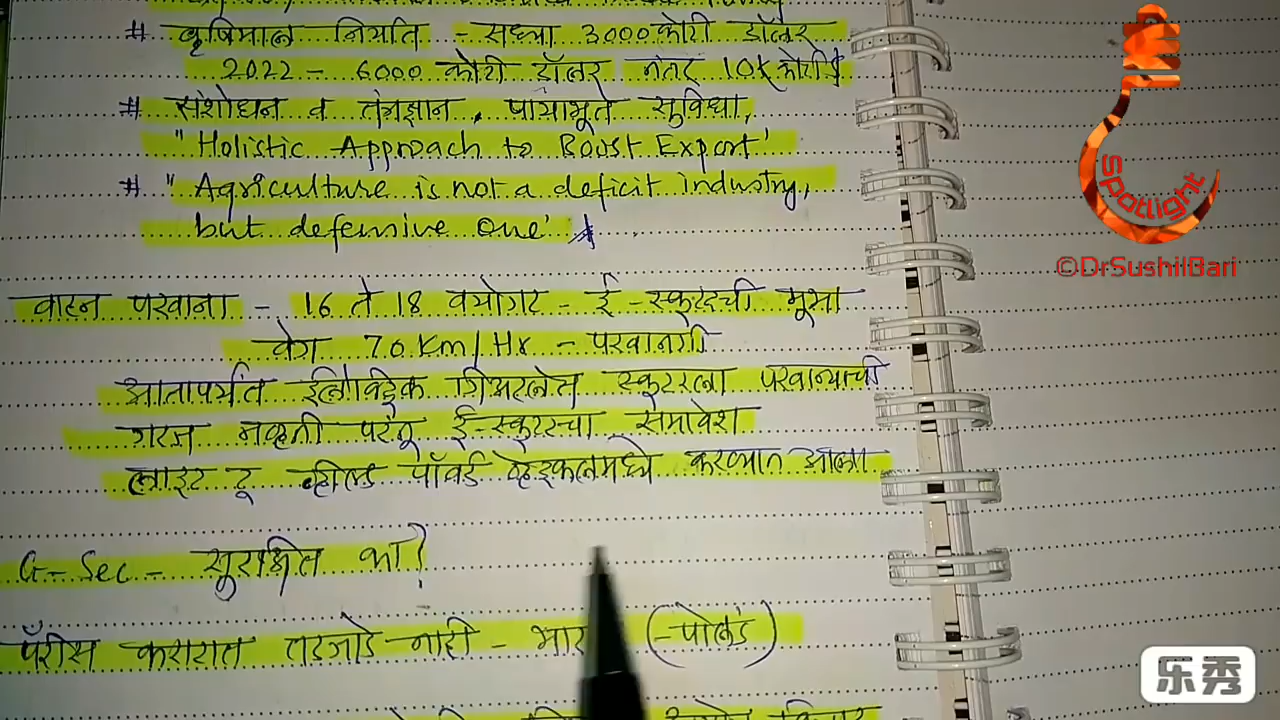 # कृषिमाल निर्यात - सध्या 3000 कोटी डॉलर
2022 - 6000 कोटी डॉलर नंतर 10K कोटी $
# संशोधन व तंत्रज्ञान, पायाभूत सुविधा,
"Holistic Approach to Boost Export'
# "Agriculture is not a deficit industry,
but defensive One'
वाहन परवाना - 16 ते 18 वयोगट - ई-स्कुटरची मुभा
वेग 70 Km/Hr - परवानगी
आतापर्यंत इलेक्ट्रिक गिअरलेस स्कुटरला परवान्याची
गरज नव्हती परंतू ई-स्कुटरचा समावेश
लाइट टू व्हील्ड पॉवर्ड व्हेइकलमध्ये करण्यात आला
G-Sec - सुरक्षित का?
पॅरीस करारात तडजोड नाही - भार (-पोलंड)
Spotlight
©DrSushilBari
乐秀